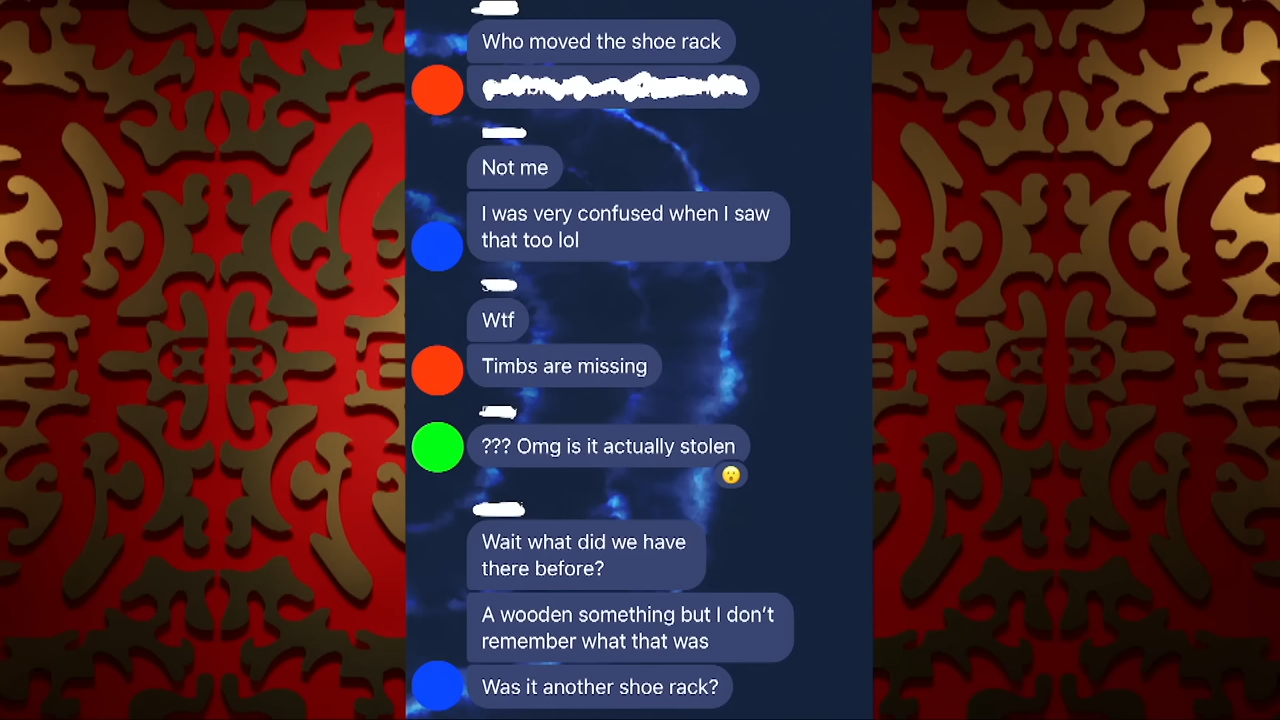 Who moved the shoe rack
Not me
I was very confused when I saw
that too lol
Wtf
Timbs are missing
??? Omg is it actually stolen
Wait what did we have
there before?
A wooden something but I don’t
remember what that was
Was it another shoe rack?